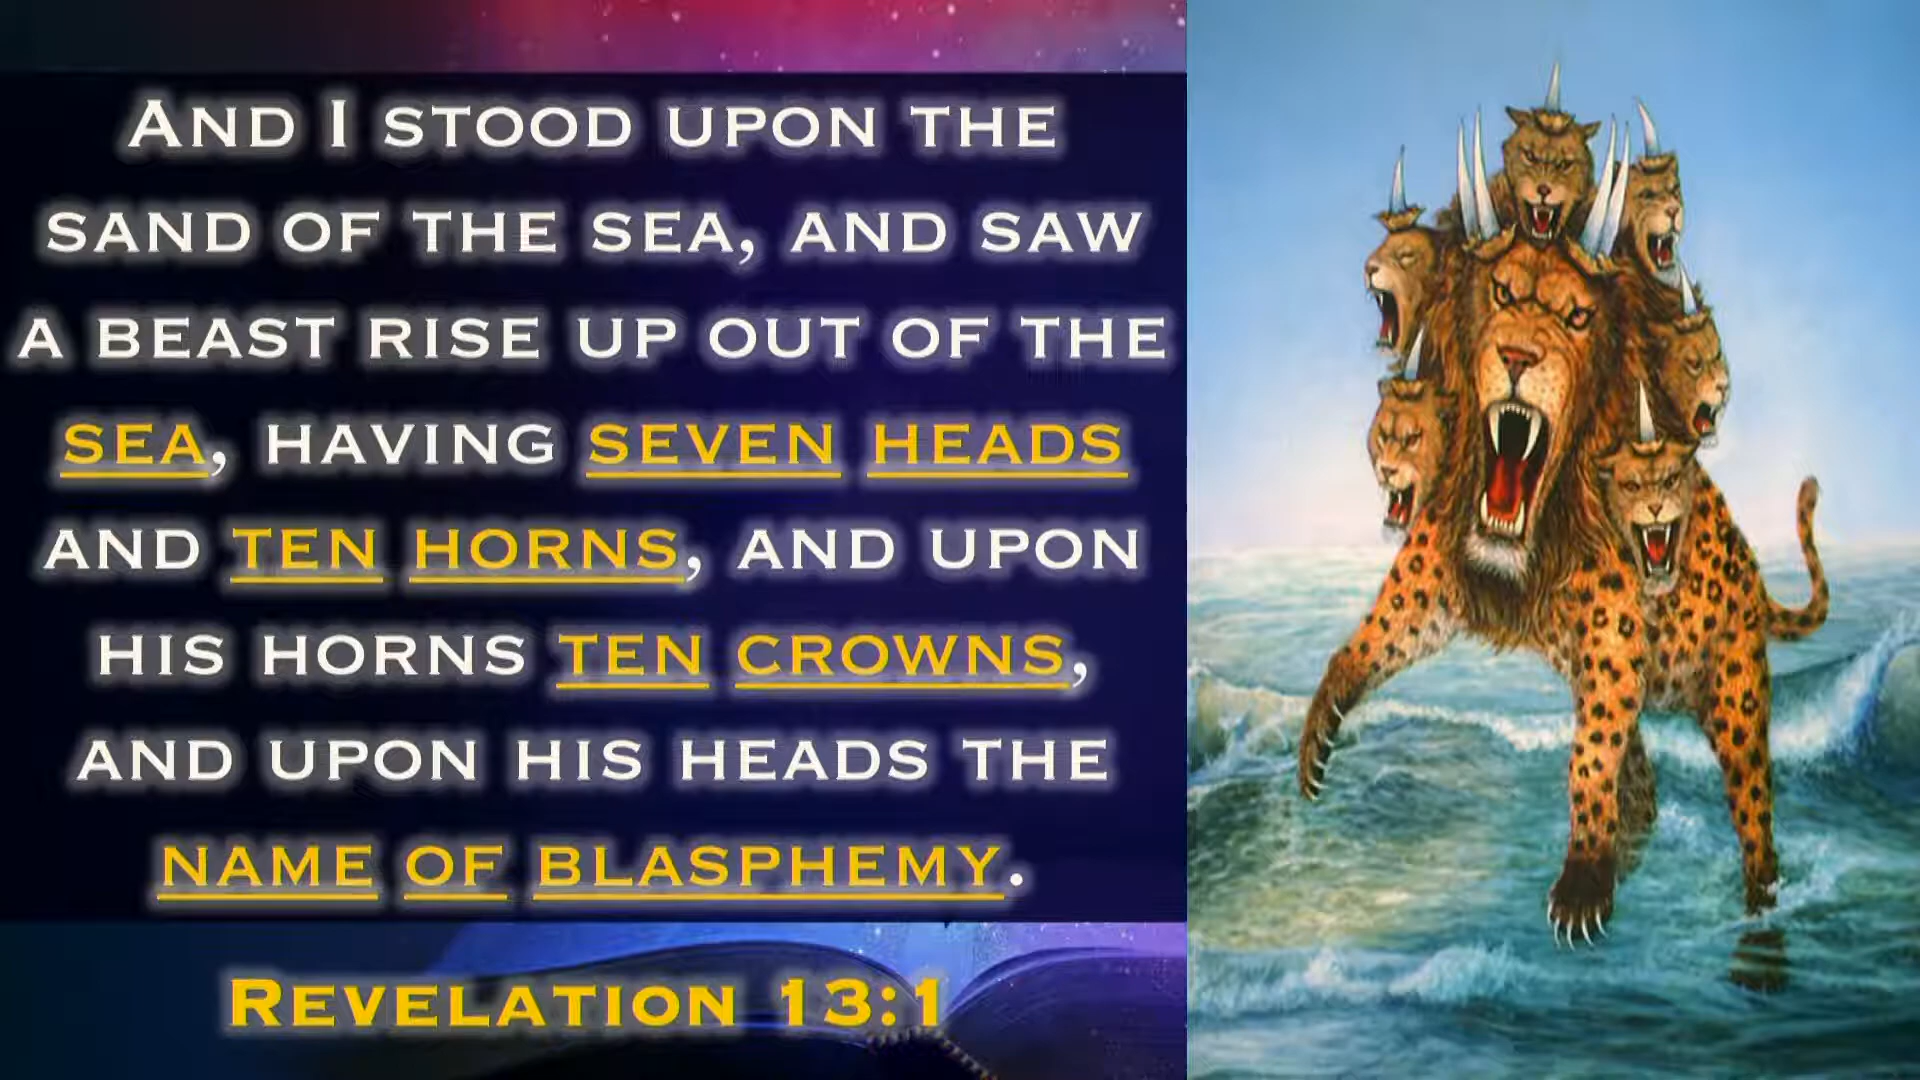 And I stood upon the
sand of the sea, and saw
a beast rise up out of the
sea, having seven heads
and ten horns, and upon
his horns ten crowns,
and upon his heads the
name of blasphemy.
Revelation 13:1